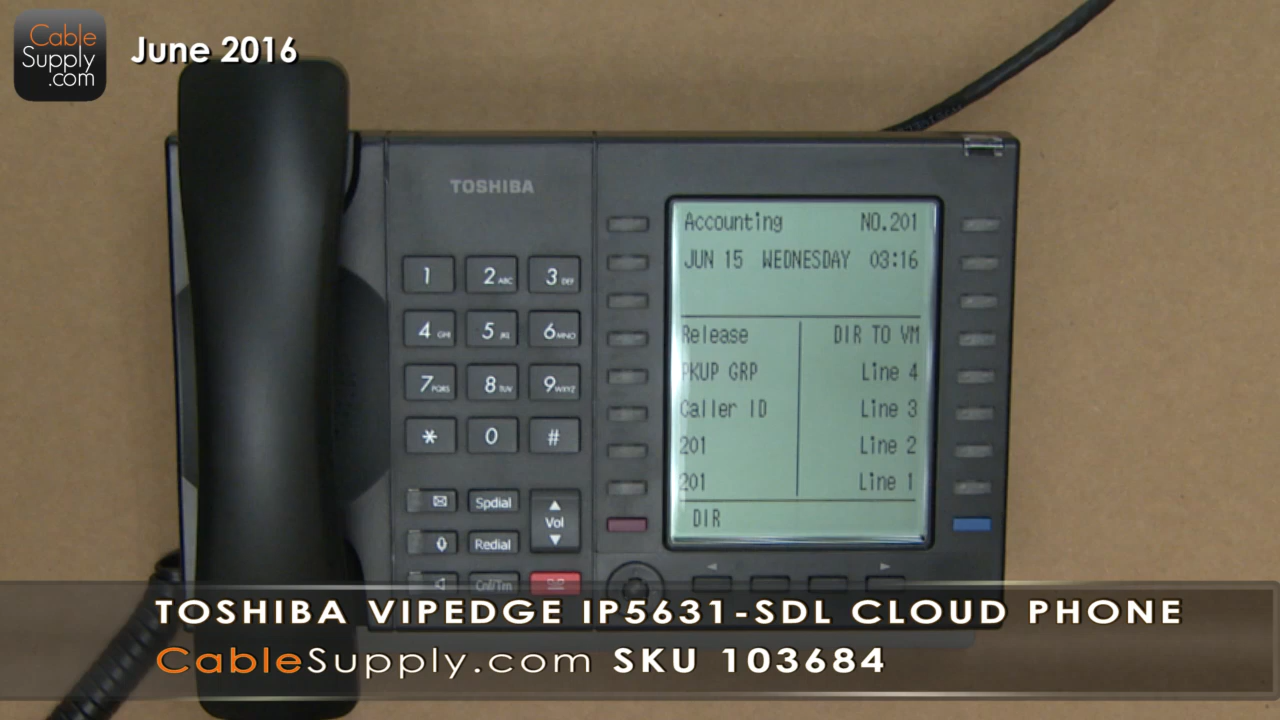 Cable
Supply
.com
June 2016
TOSHIBA
Accounting NO.201
JUN 15 WEDNESDAY 03:16
Release DIR TO VM
PKUP GRP Line 4
Caller ID Line 3
201 Line 2
201 Line 1
DIR
1 2 ABC 3 DEF
4 GHI 5 JKL 6 MNO
7 PQRS 8 TUV 9 WXYZ
* 0 #
Spdial
Vol
Redial
Cnf/Trn
TOSHIBA VIPEDGE IP5631-SDL CLOUD PHONE
CableSupply.com SKU 103684